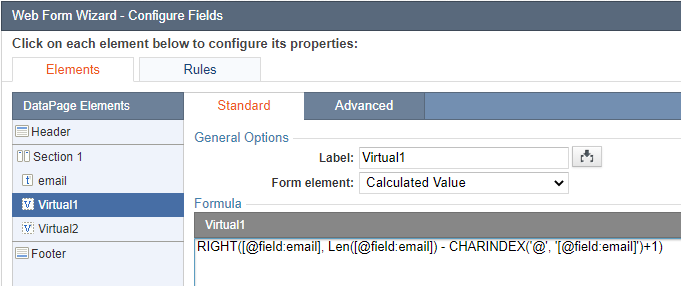 Web Form Wizard - Configure Fields
Click on each element below to configure its properties:
Elements
Rules
DataPage Elements
Standard
Advanced
Header
Section 1
email
Virtual1
Virtual2
Footer
General Options
Label: Virtual1
Form element: Calculated Value
Formula
Virtual1
RIGHT([@field:email], Len([@field:email]) - CHARINDEX('@', '[@field:email]')+1)